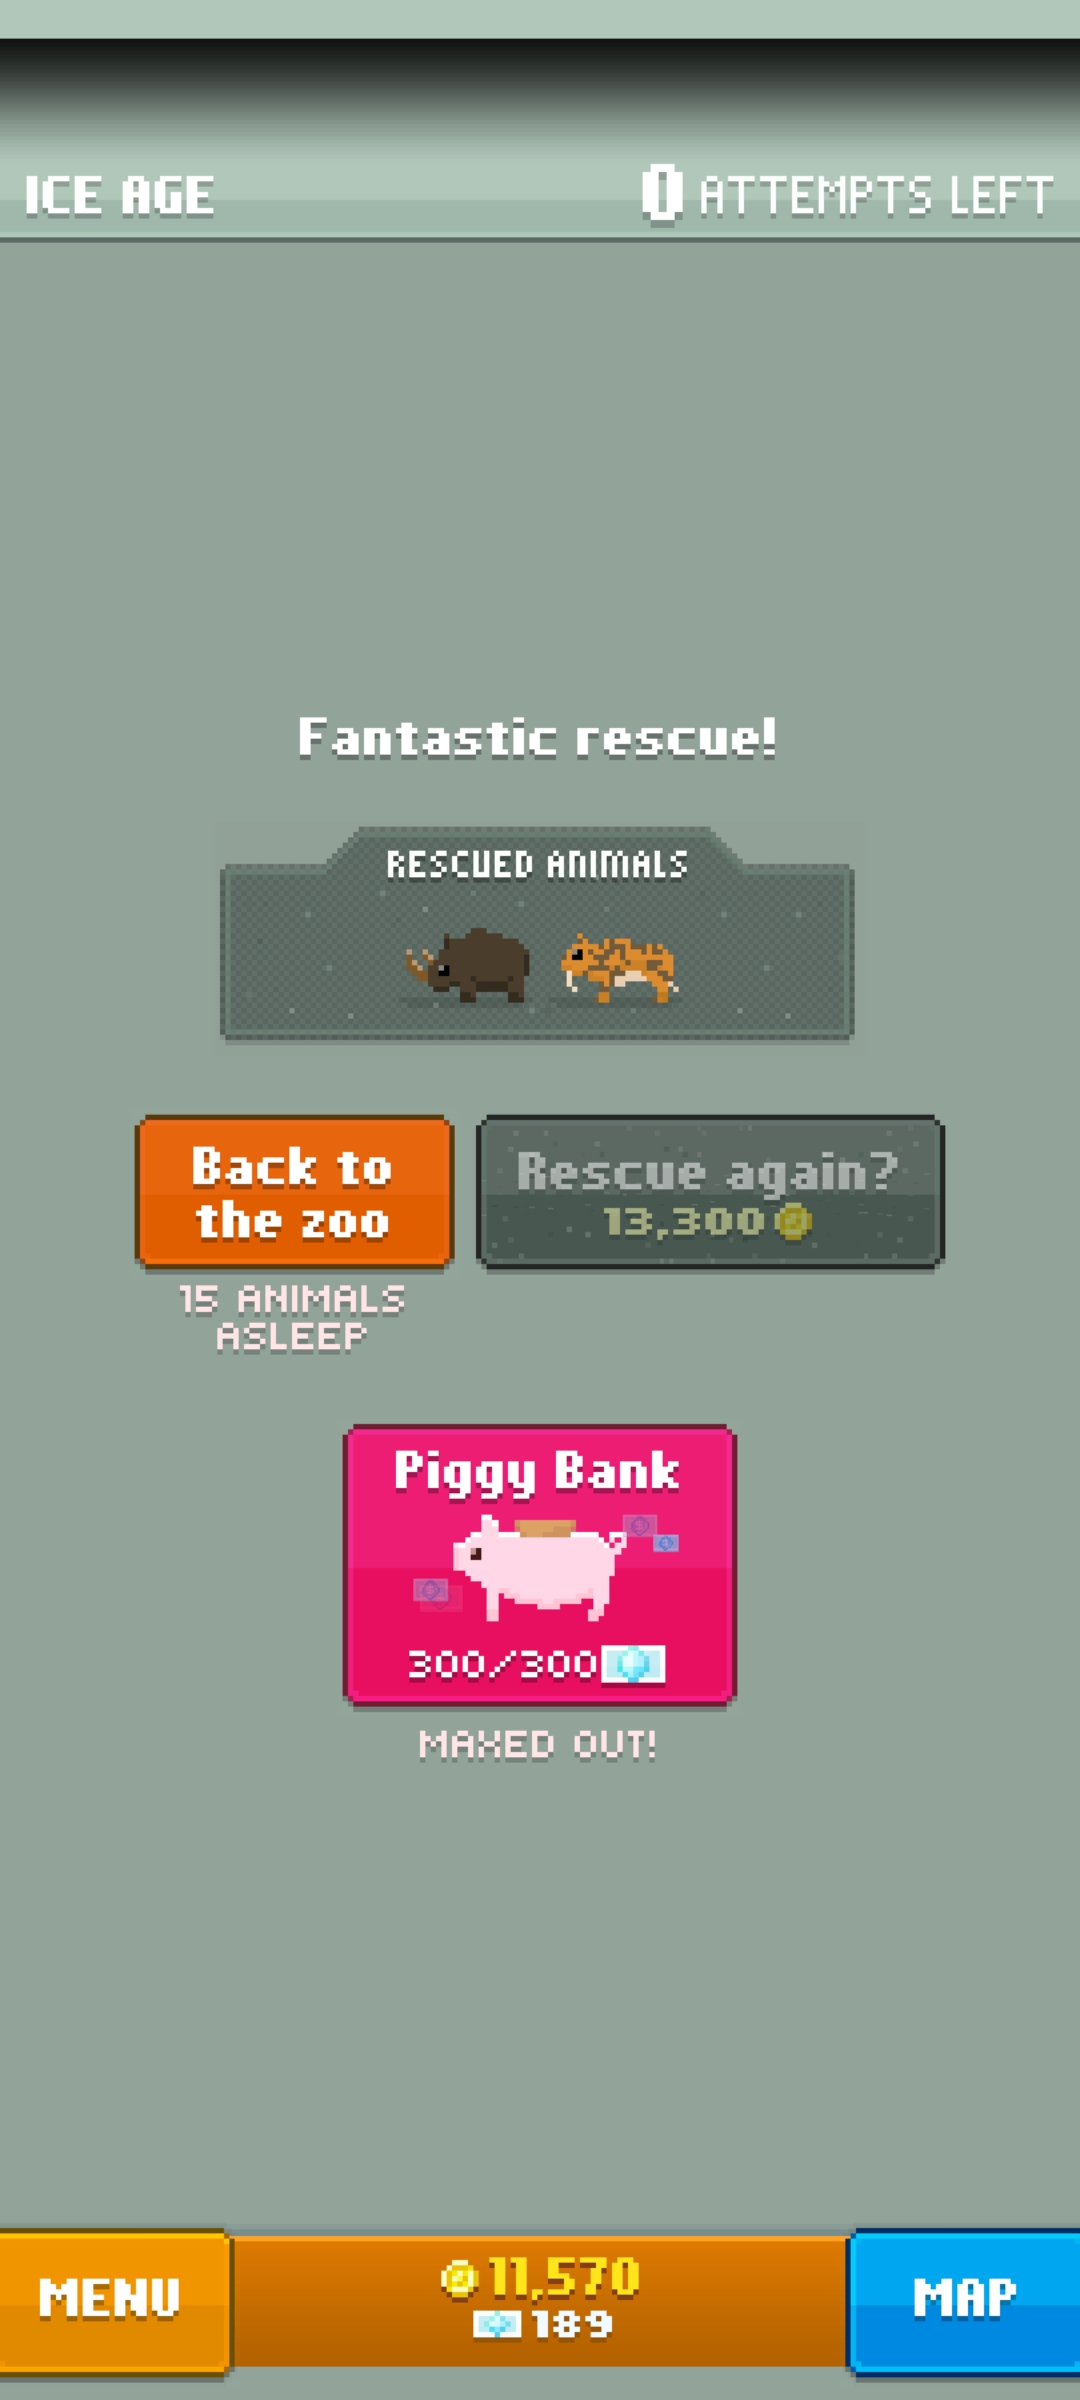 ICE AGE
0 ATTEMPTS LEFT
Fantastic rescue!
RESCUED ANIMALS
Back to
the zoo
Rescue again?
13,300
15 ANIMALS
ASLEEP
Piggy Bank
300/300
MAXED OUT!
MENU
11,570
189
MAP